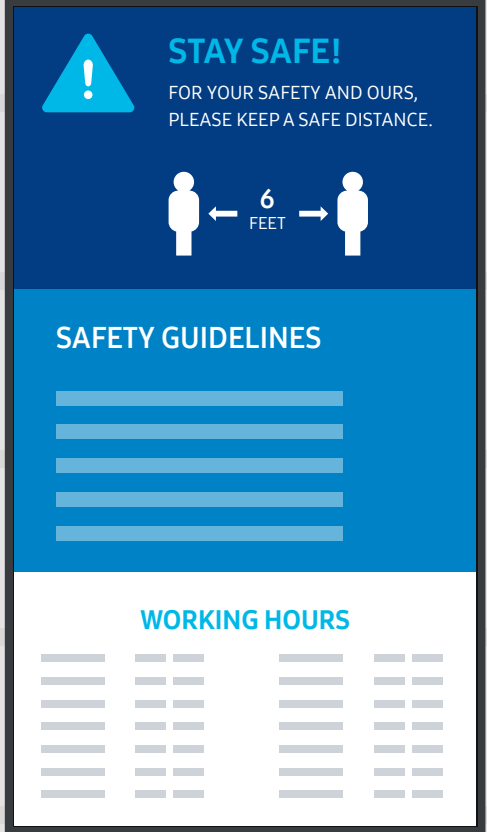 STAY SAFE!
FOR YOUR SAFETY AND OURS,
PLEASE KEEP A SAFE DISTANCE.
6
FEET
SAFETY GUIDELINES
WORKING HOURS